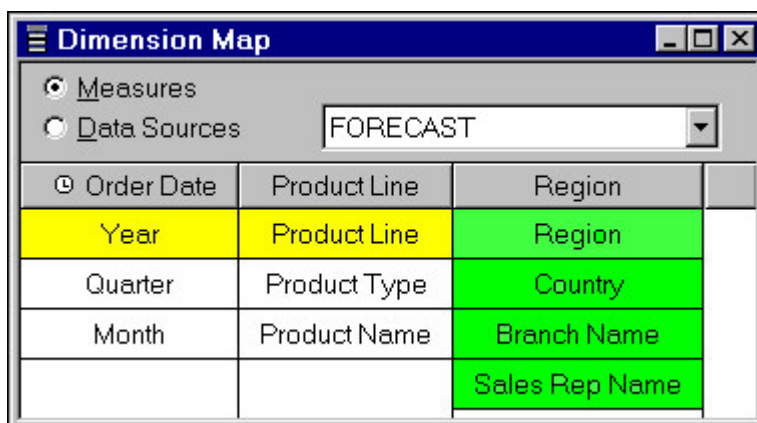 Dimension Map
Measures
Data Sources FORECAST
Order Date Product Line Region
Year Product Line Region
Quarter Product Type Country
Month Product Name Branch Name
Sales Rep Name